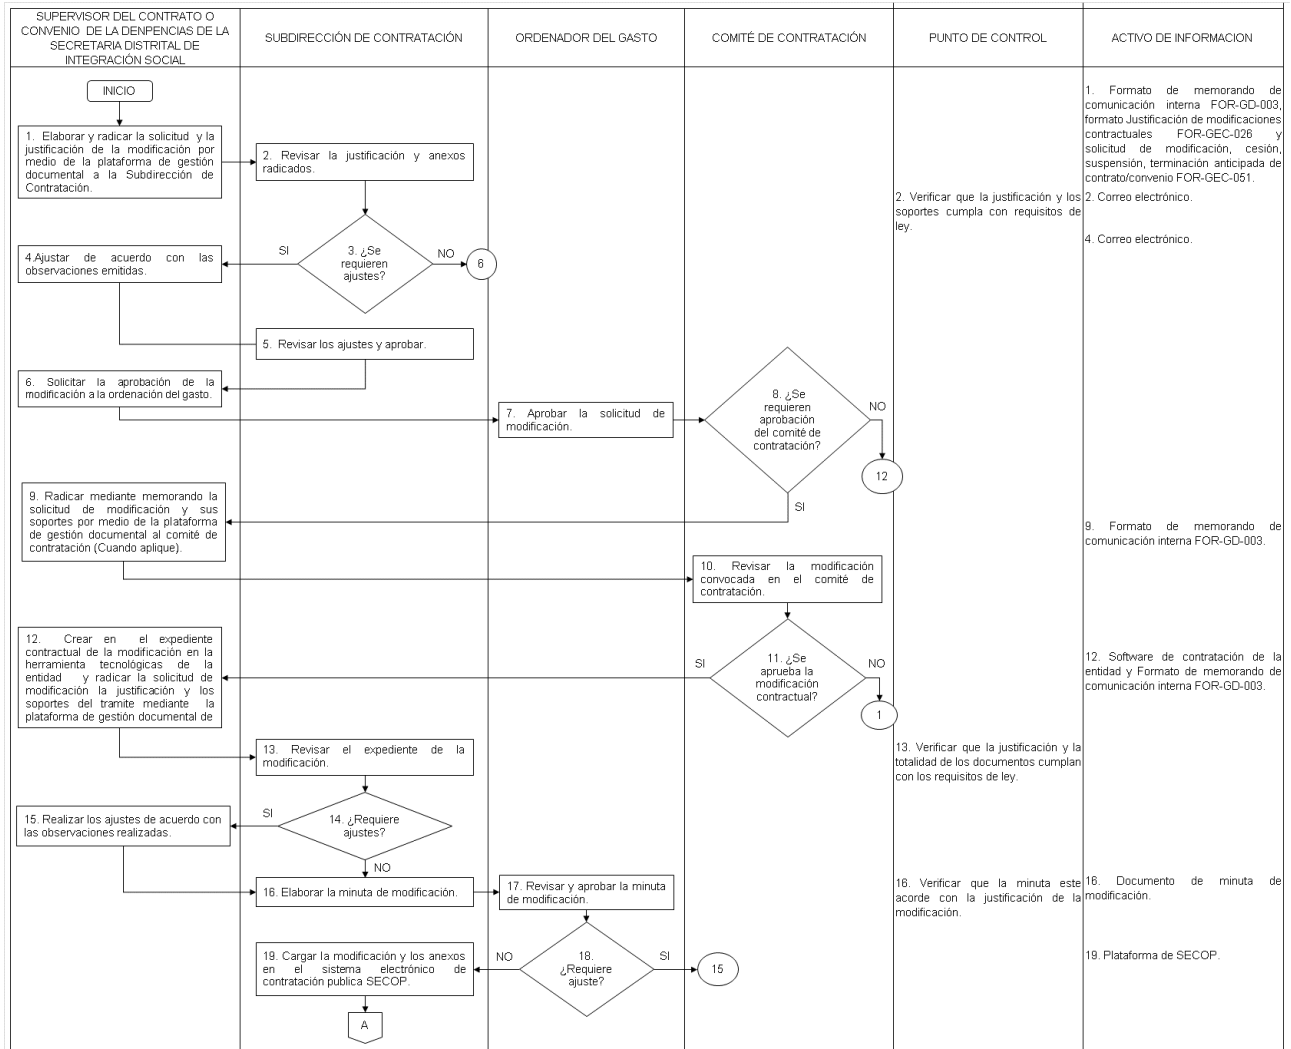 SUPERVISOR DEL CONTRATO O
CONVENIO DE LA DENPENCIAS DE LA
SECRETARIA DISTRITAL DE
INTEGRACIÓN SOCIAL
SUBDIRECCIÓN DE CONTRATACIÓN
ORDENADOR DEL GASTO
COMITÉ DE CONTRATACIÓN
PUNTO DE CONTROL
ACTIVO DE INFORMACION
INICIO
1. Elaborar y radicar la solicitud y la
justificación de la modificación por
medio de la plataforma de gestión
documental a la Subdirección de
Contratación.
2. Revisar la justificación y anexos
radicados.
1. Formato de memorando de
comunicación interna FOR-GD-003,
formato Justificación de modificaciones
contractuales FOR-GEC-026 y
solicitud de modificación, cesión,
suspensión, terminación anticipada de
contrato/convenio FOR-GEC-051.
2. Verificar que la justificación y los
soportes cumpla con requisitos de
ley.
2. Correo electrónico.
4. Correo electrónico.
3. ¿Se
requieren
ajustes?
SI
NO
6
4.Ajustar de acuerdo con las
observaciones emitidas.
5. Revisar los ajustes y aprobar.
6. Solicitar la aprobación de la
modificación a la ordenación del gasto.
7. Aprobar la solicitud de
modificación.
8. ¿Se
requieren
aprobación
del comité de
contratación?
NO
12
SI
9. Radicar mediante memorando la
solicitud de modificación y sus
soportes por medio de la plataforma
de gestión documental al comité de
contratación (Cuando aplique).
9. Formato de memorando de
comunicación interna FOR-GD-003.
10. Revisar la modificación
convocada en el comité de
contratación.
11. ¿Se
aprueba la
modificación
contractual?
SI
NO
1
12. Crear en el expediente
contractual de la modificación en la
herramienta tecnológicas de la
entidad y radicar la solicitud de
modificación la justificación y los
soportes del tramite mediante la
plataforma de gestión documental de
12. Software de contratación de la
entidad y Formato de memorando de
comunicación interna FOR-GD-003.
13. Revisar el expediente de la
modificación.
13. Verificar que la justificación y la
totalidad de los documentos cumplan
con los requisitos de ley.
14. ¿Requiere
ajustes?
SI
NO
15. Realizar los ajustes de acuerdo con
las observaciones realizadas.
16. Elaborar la minuta de modificación.
17. Revisar y aprobar la minuta
de modificación.
16. Verificar que la minuta este
acorde con la justificación de la
modificación.
16. Documento de minuta de
modificación.
18.
¿Requiere
ajuste?
NO
SI
15
19. Cargar la modificación y los anexos
en el sistema electrónico de
contratación publica SECOP.
19. Plataforma de SECOP.
A